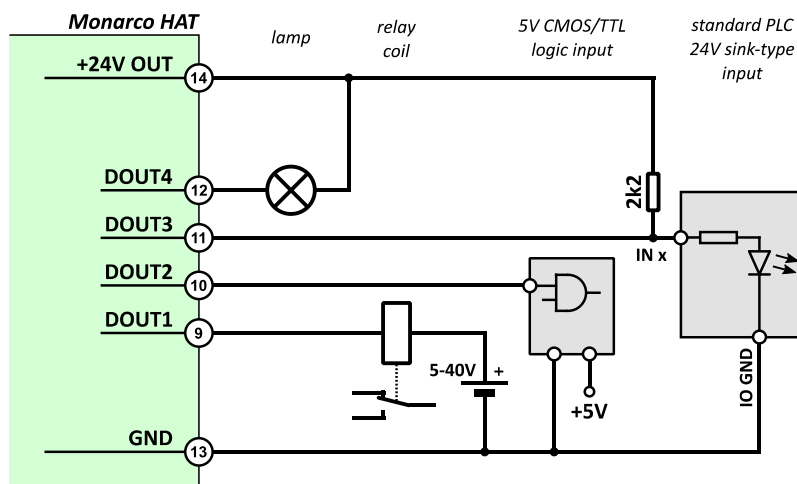 Monarco HAT
lamp
relay
coil
5V CMOS/TTL
logic input
standard PLC
24V sink-type
input
+24V OUT
14
DOUT4
12
2k2
DOUT3
11
IN x
DOUT2
10
DOUT1
9
5-40V +
+5V
IO GND
GND
13